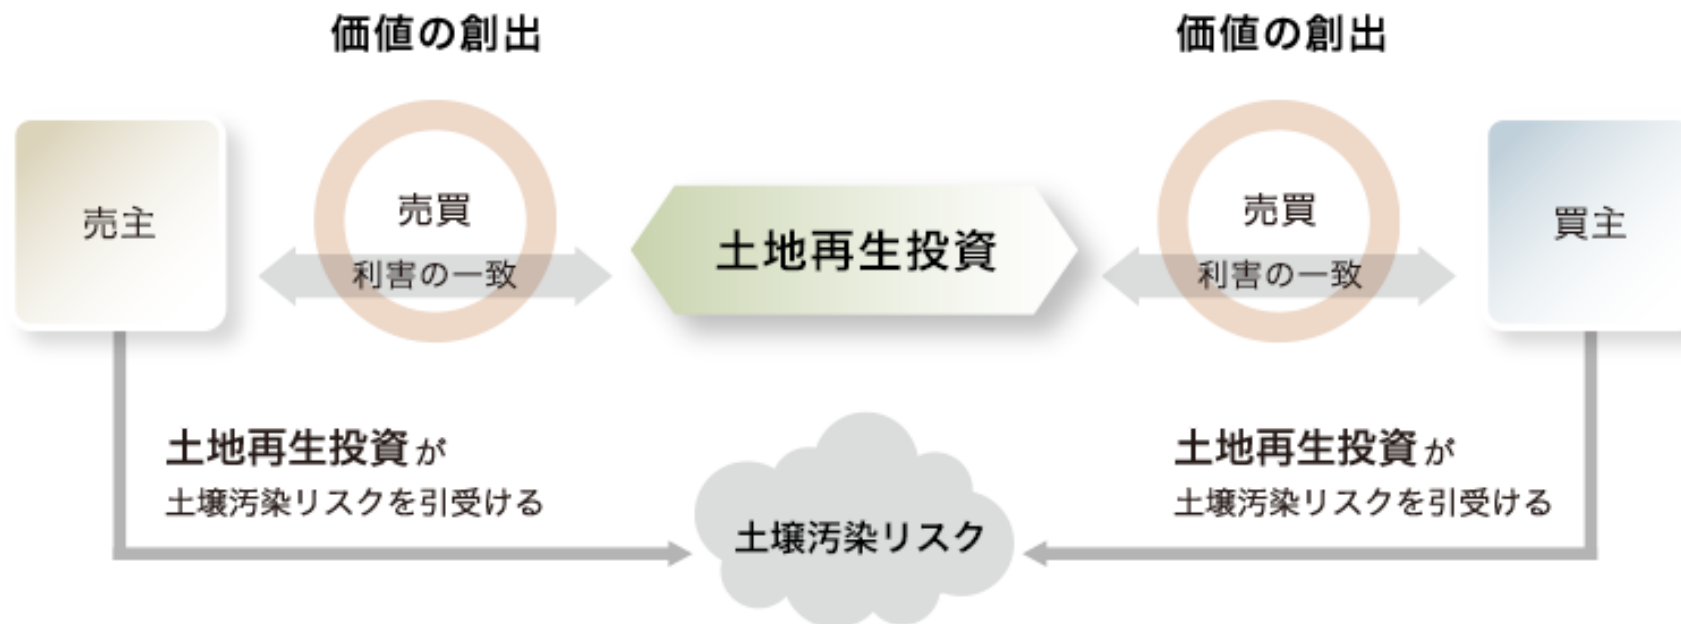 価値の創出
価値の創出
売主
売買
利害の一致
土地再生投資
売買
利害の一致
買主
土地再生投資が
土壌汚染リスクを引受ける
土地再生投資が
土壌汚染リスクを引受ける
土壌汚染リスク